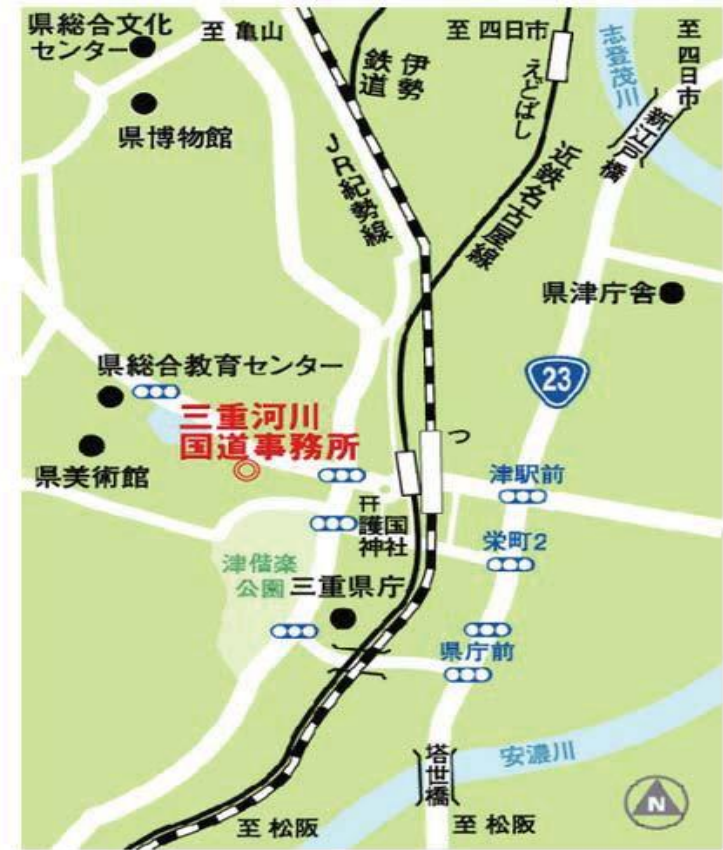 県総合文化
センター
至 亀山
伊勢
鉄道
至 四日市
えどばし
志登茂川
至 四日市
新江戸橋
県博物館
JR紀勢線
近鉄名古屋線
県津庁舎
23
県総合教育センター
三重河川
国道事務所
県美術館
つ
津駅前
護国
神社
栄町2
津偕楽
公園
三重県庁
県庁前
塔世橋
安濃川
至 松阪
至 松阪
N